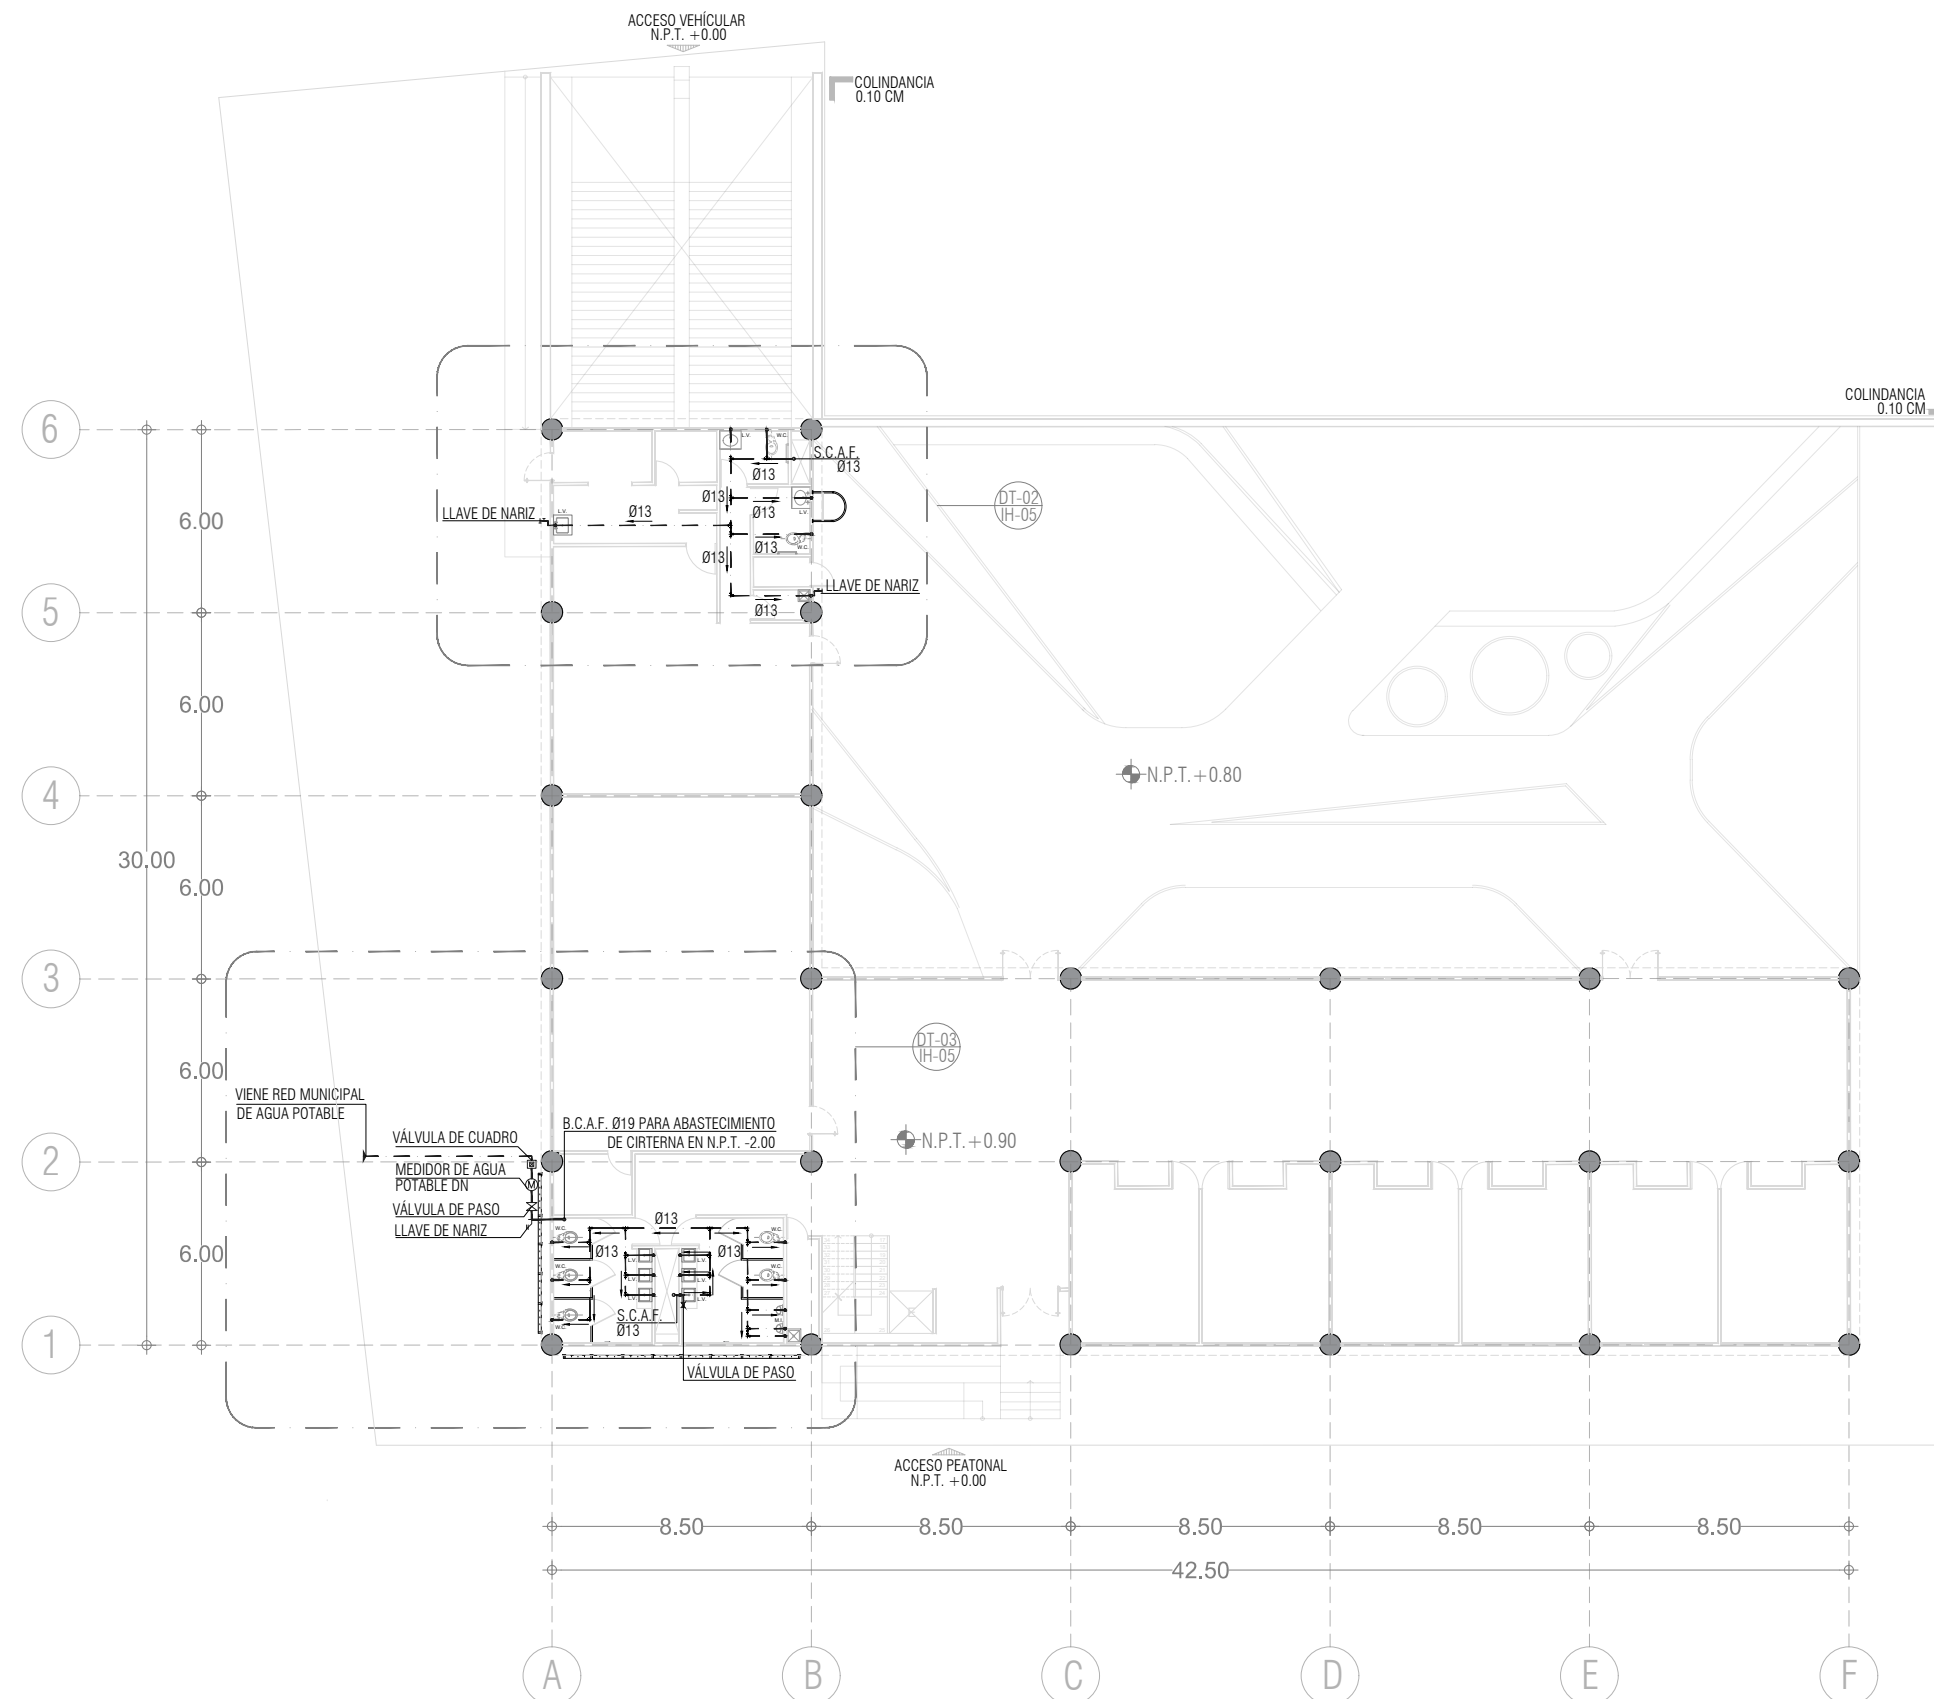 ACCESO VEHÍCULAR
N.P.T. +0.00
COLINDANCIA
0.10 CM
COLINDANCIA
0.10 CM
6
L.V.
W.C.
S.C.A.F.
Ø13
Ø13
Ø13
Ø13
L.V.
LLAVE DE NARIZ
L.V.
Ø13
DT-02
IH-05
6.00
Ø13
Ø13
W.C.
LLAVE DE NARIZ
Ø13
5
6.00
N.P.T.+0.80
4
30.00
6.00
3
DT-03
IH-05
6.00
VIENE RED MUNICIPAL
DE AGUA POTABLE
B.C.A.F. Ø19 PARA ABASTECIMIENTO
DE CIRTERNA EN N.P.T. -2.00
N.P.T.+0.90
VÁLVULA DE CUADRO
2
MEDIDOR DE AGUA
POTABLE DN
M
VÁLVULA DE PASO
LLAVE DE NARIZ
Ø13
W.C.
W.C.
6.00
Ø13
Ø13
L.V.
L.V.
W.C.
W.C.
L.V.
L.V.
L.V.
L.V.
S.C.A.F.
Ø13
W.C.
M.I.
1
VÁLVULA DE PASO
ACCESO PEATONAL
N.P.T. +0.00
8.50
8.50
8.50
8.50
8.50
42.50
A
B
C
D
E
F